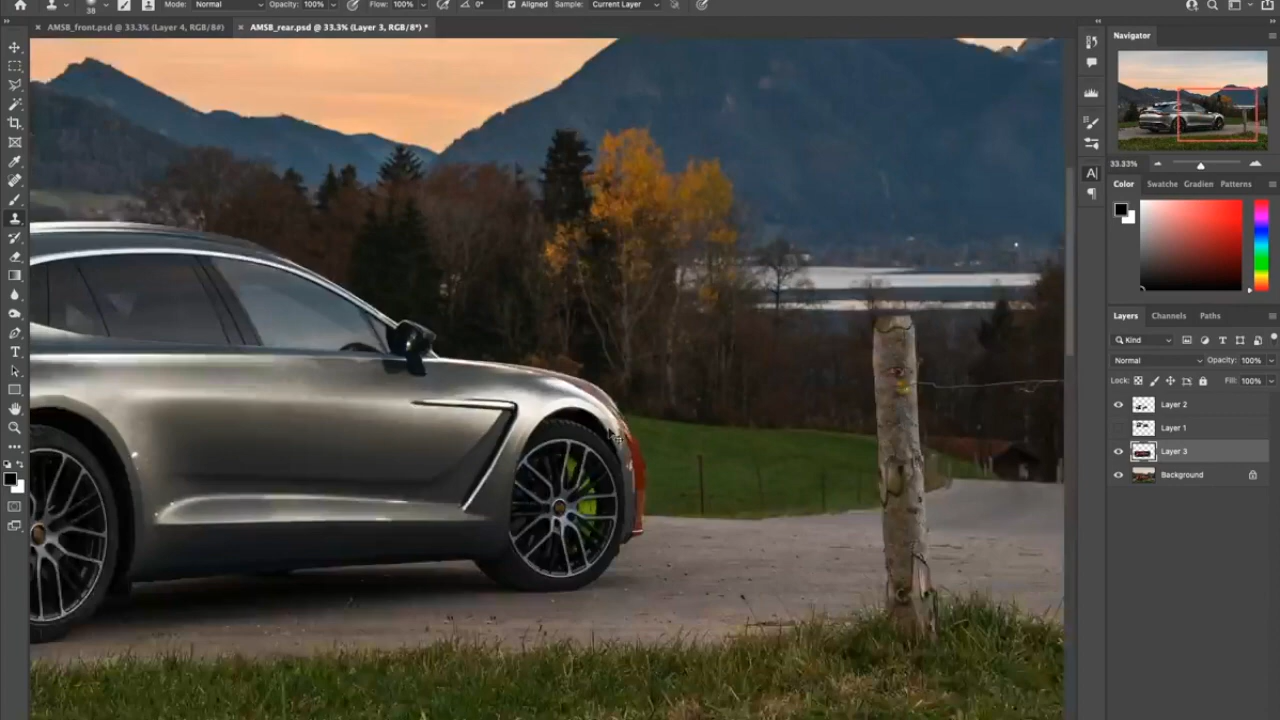 38 Mode: Normal Opacity: 100% Flow: 100% 0° Aligned Sample: Current Layer
AMSB_front.psd @ 33.3% (Layer 4, RGB/8#) AMSB_rear.psd @ 33.3% (Layer 3, RGB/8*) *
Navigator
33.33%
Color Swatche Gradien Patterns
Layers Channels Paths
Kind
Normal Opacity: 100%
Lock: Fill: 100%
Layer 2
Layer 1
Layer 3
Background